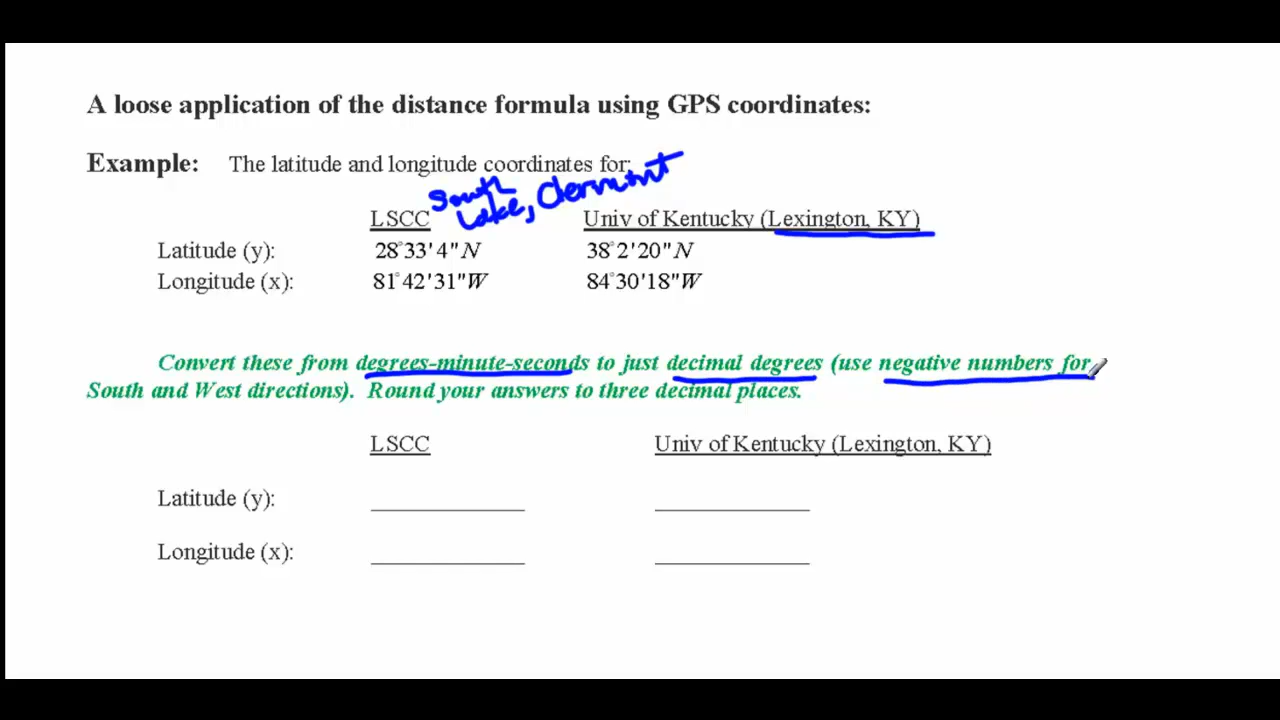 A loose application of the distance formula using GPS coordinates:
Example: The latitude and longitude coordinates for:
South Lake, Clermont
LSCC Univ of Kentucky (Lexington, KY)
Latitude (y): 28°33'4"N 38°2'20"N
Longitude (x): 81°42'31"W 84°30'18"W
Convert these from degrees-minute-seconds to just decimal degrees (use negative numbers for
South and West directions). Round your answers to three decimal places.
LSCC Univ of Kentucky (Lexington, KY)
Latitude (y):
Longitude (x):